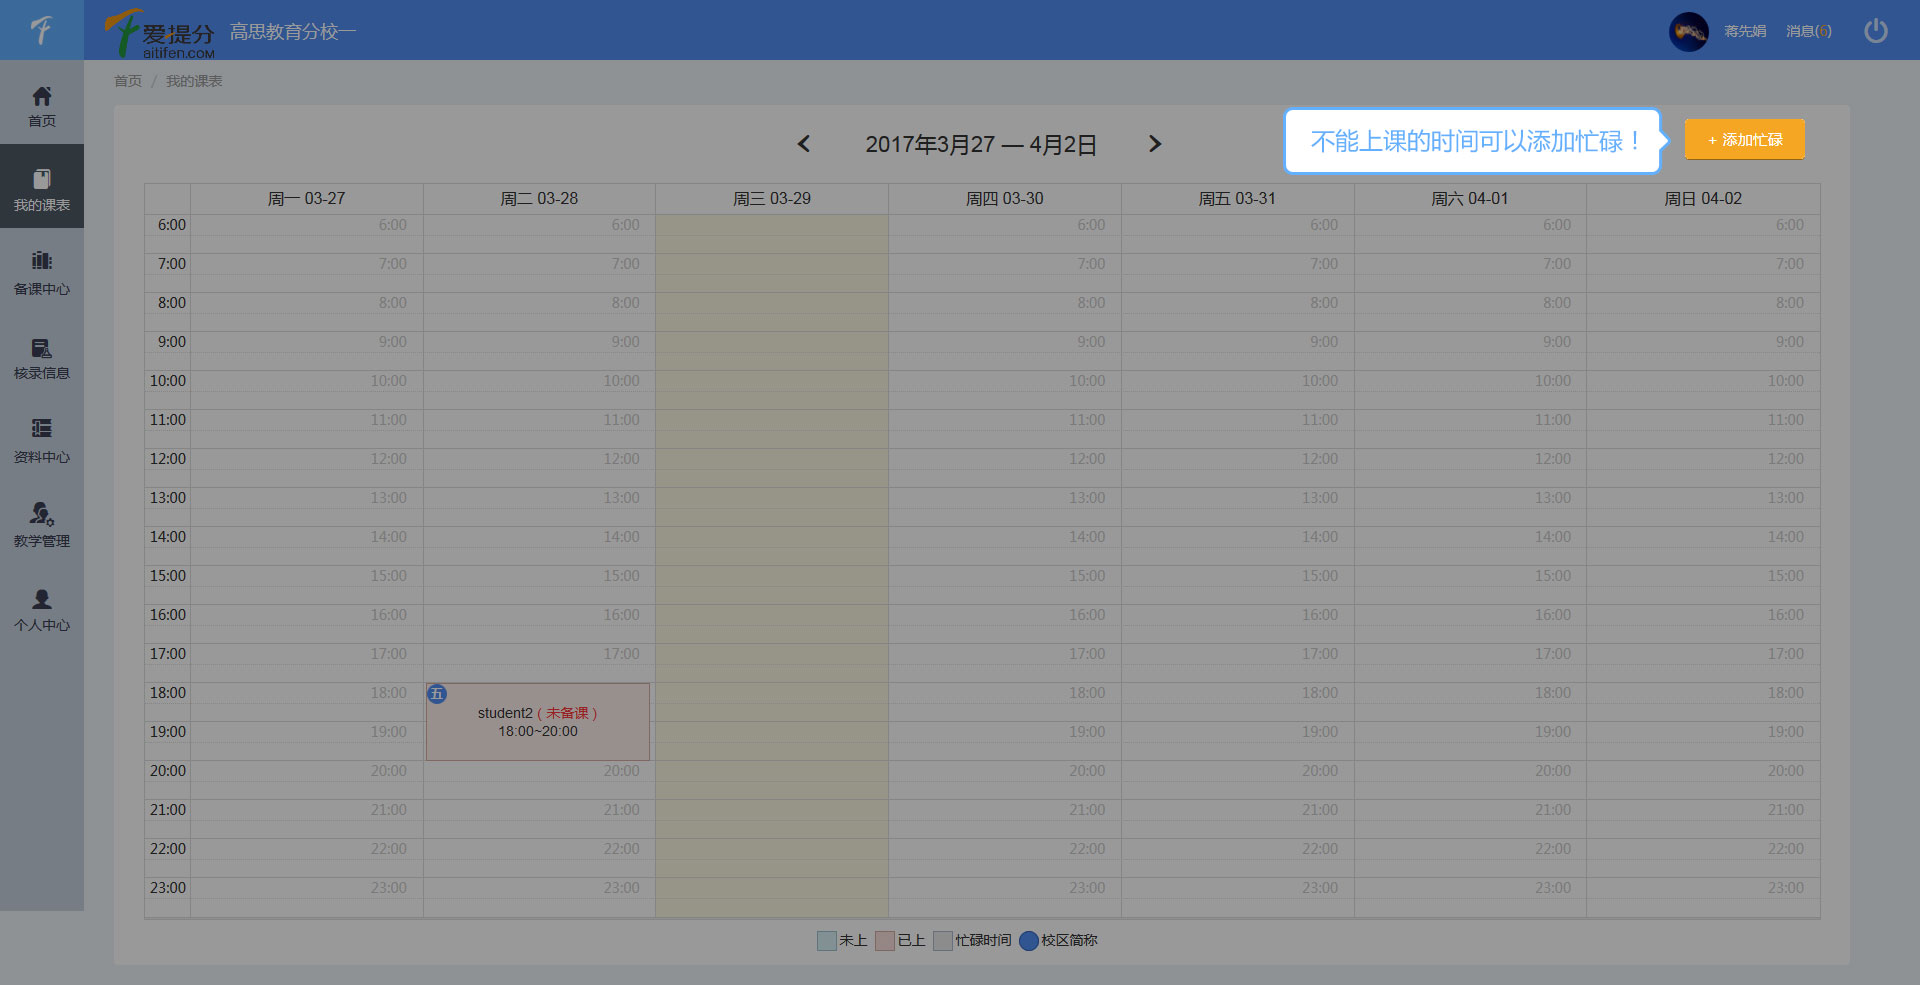 爱提分
aitifen.com
高思教育分校一
蒋先娟
消息(6)
首页 / 我的课表
首页
我的课表
备课中心
核录信息
资料中心
教学管理
个人中心
2017年3月27 — 4月2日
不能上课的时间可以添加忙碌！
+ 添加忙碌
周一 03-27 周二 03-28 周三 03-29 周四 03-30 周五 03-31 周六 04-01 周日 04-02
6:00 6:00 6:00 6:00 6:00 6:00 6:00
7:00 7:00 7:00 7:00 7:00 7:00 7:00
8:00 8:00 8:00 8:00 8:00 8:00 8:00
9:00 9:00 9:00 9:00 9:00 9:00 9:00
10:00 10:00 10:00 10:00 10:00 10:00 10:00
11:00 11:00 11:00 11:00 11:00 11:00 11:00
12:00 12:00 12:00 12:00 12:00 12:00 12:00
13:00 13:00 13:00 13:00 13:00 13:00 13:00
14:00 14:00 14:00 14:00 14:00 14:00 14:00
15:00 15:00 15:00 15:00 15:00 15:00 15:00
16:00 16:00 16:00 16:00 16:00 16:00 16:00
17:00 17:00 17:00 17:00 17:00 17:00 17:00
18:00 18:00 五 18:00 18:00 18:00 18:00
student2（未备课）
18:00~20:00
19:00 19:00 19:00 19:00 19:00 19:00
20:00 20:00 20:00 20:00 20:00 20:00 20:00
21:00 21:00 21:00 21:00 21:00 21:00 21:00
22:00 22:00 22:00 22:00 22:00 22:00 22:00
23:00 23:00 23:00 23:00 23:00 23:00 23:00
未上 已上 忙碌时间 校区简称